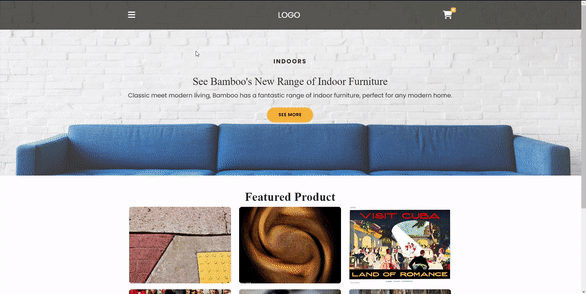 LOGO
INDOORS
See Bamboo's New Range of Indoor Furniture
Classic meet modern living, Bamboo has a fantastic range of indoor furniture, perfect for any modern home.
SEE MORE
Featured Product
VISIT CUBA
LAND OF ROMANCE